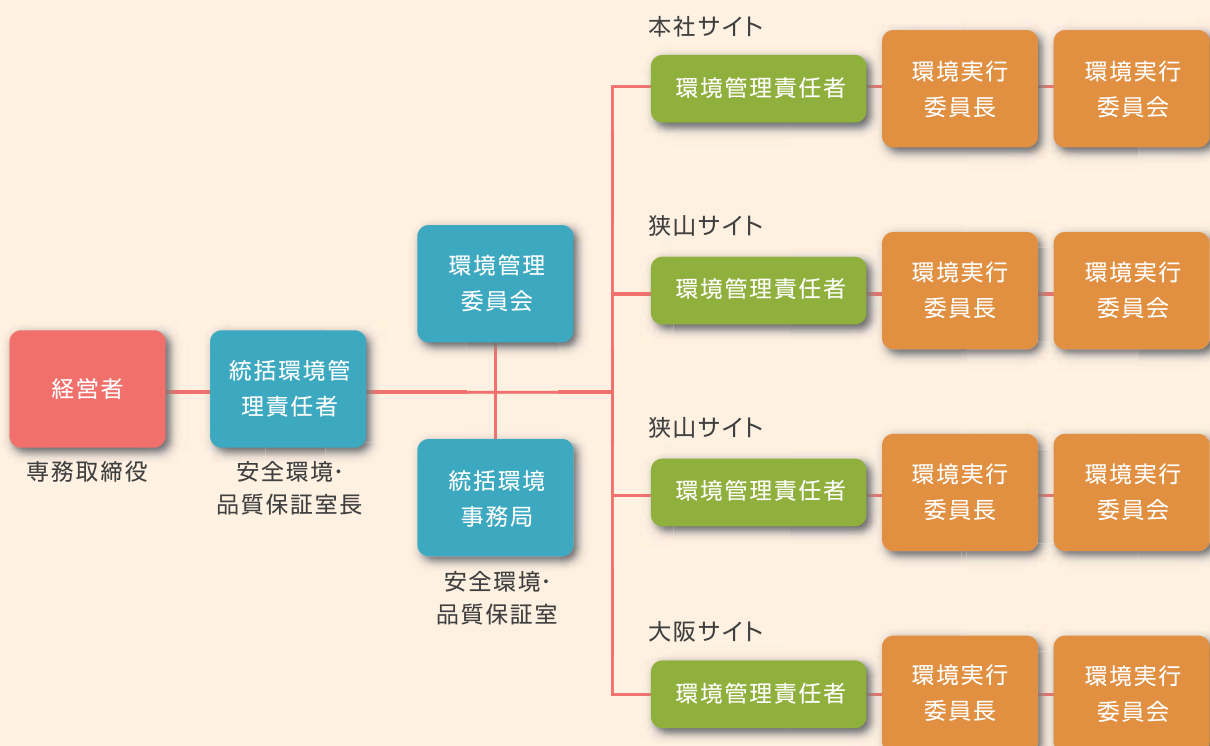 経営者
専務取締役
統括環境管
理責任者
安全環境・
品質保証室長
環境管理
委員会
統括環境
事務局
安全環境・
品質保証室
本社サイト
環境管理責任者
環境実行
委員長
環境実行
委員会
狭山サイト
環境管理責任者
環境実行
委員長
環境実行
委員会
狭山サイト
環境管理責任者
環境実行
委員長
環境実行
委員会
大阪サイト
環境管理責任者
環境実行
委員長
環境実行
委員会